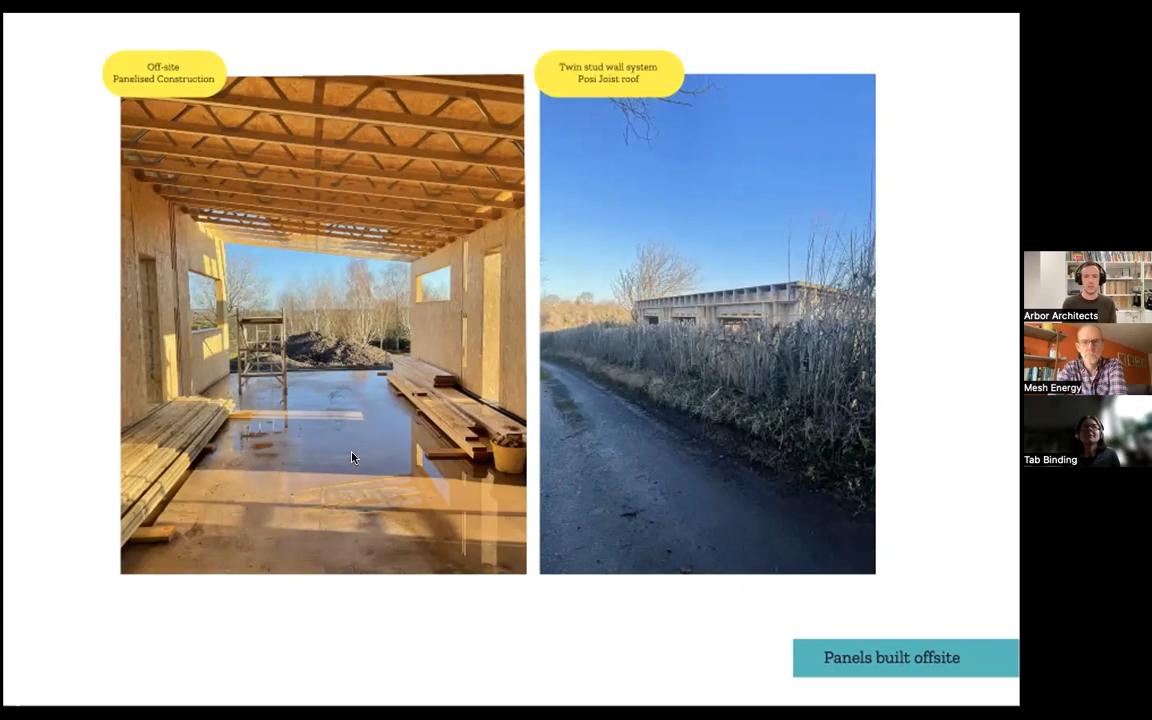 Off-site
Panelised Construction
Twin stud wall system
Posi Joist roof
Arbor Architects
Mesh Energy
Tab Binding
Panels built offsite